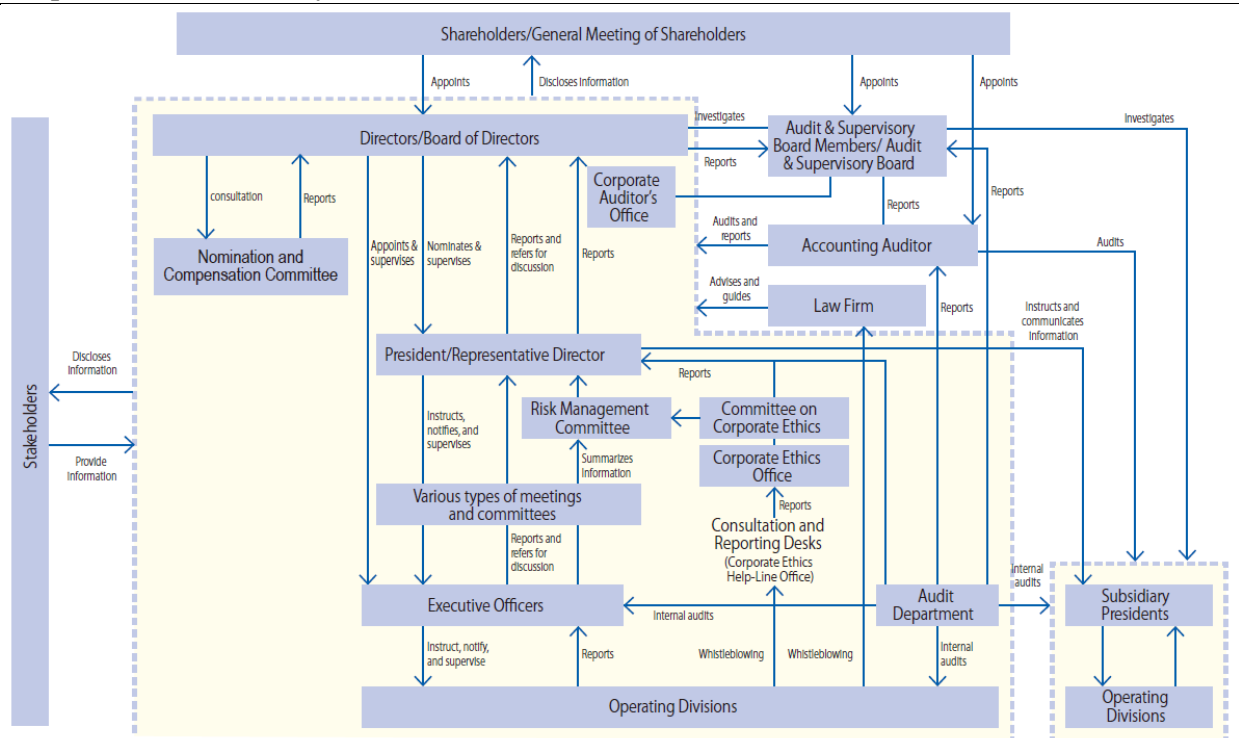 Shareholders/General Meeting of Shareholders
Appoints
Discloses information
Appoints
Appoints
Directors/Board of Directors
Investigates
Reports
Audit & Supervisory
Board Members/ Audit
& Supervisory Board
Investigates
consultation
Reports
Corporate
Auditor's
Office
Reports
Reports
Nomination and
Compensation Committee
Appoints &
supervises
Nominates &
supervises
Reports and
refers for
discussion
Reports
Audits and
reports
Accounting Auditor
Audits
Advises and
guides
Law Firm
Reports
Instructs and
communicates
information
Stakeholders
Discloses
information
Provide
information
President/Representative Director
Reports
Instructs,
notifies, and
supervises
Risk Management
Committee
Committee on
Corporate Ethics
Summarizes
information
Corporate Ethics
Office
Various types of meetings
and committees
Reports
Reports and
refers for
discussion
Consultation and
Reporting Desks
(Corporate Ethics
Help-Line Office)
Executive Officers
Internal audits
Audit
Department
Internal
audits
Subsidiary
Presidents
Instruct, notify,
and supervise
Reports
Whistleblowing
Whistleblowing
Internal
audits
Operating Divisions
Operating
Divisions